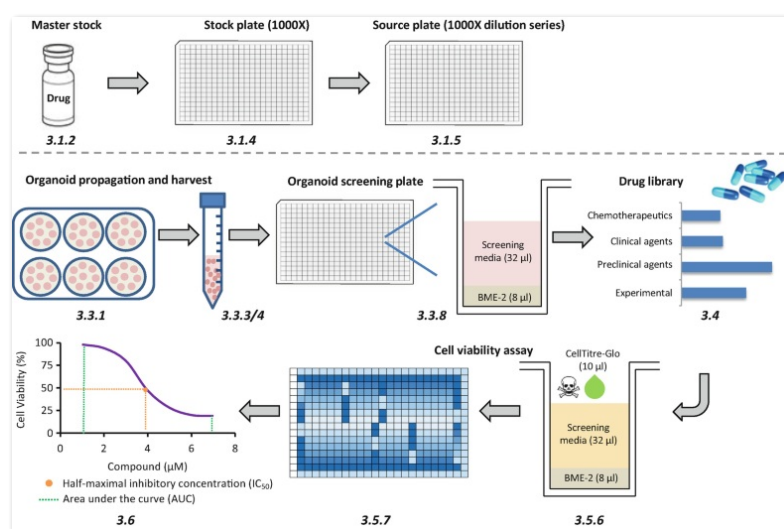 Master stock
Stock plate (1000X)
Source plate (1000X dilution series)
Drug
3.1.2
3.1.4
3.1.5
Organoid propagation and harvest
Organoid screening plate
Drug library
Screening
media (32 µl)
BME-2 (8 µl)
Chemotherapeutics
Clinical agents
Preclinical agents
Experimental
3.3.1
3.3.3/4
3.3.8
3.4
Cell viability assay
CellTitre-Glo
(10 µl)
Screening
media (32 µl)
BME-2 (8 µl)
Cell Viability (%)
100
75
50
25
0
0
2
4
6
8
Compound (µM)
Half-maximal inhibitory concentration (IC50)
Area under the curve (AUC)
3.6
3.5.7
3.5.6